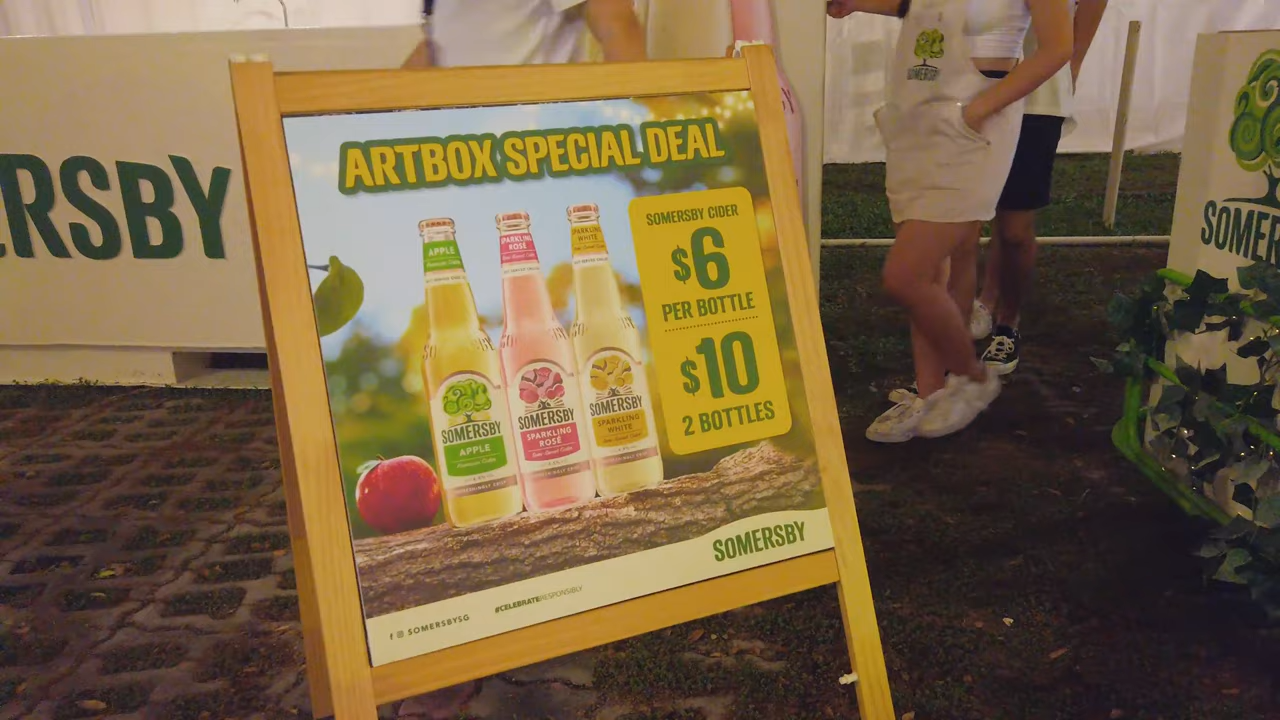 ERSBY
SOMERSBY
SOMER
ARTBOX SPECIAL DEAL
SOMERSBY CIDER
$6
PER BOTTLE
$10
2 BOTTLES
APPLE
SPARKLING
ROSÉ
SPARKLING
WHITE
SOMERSBY
APPLE
SOMERSBY
SPARKLING
ROSÉ
SOMERSBY
SPARKLING
WHITE
SOMERSBY
#CELEBRATERESPONSIBLY
SOMERSBYSG